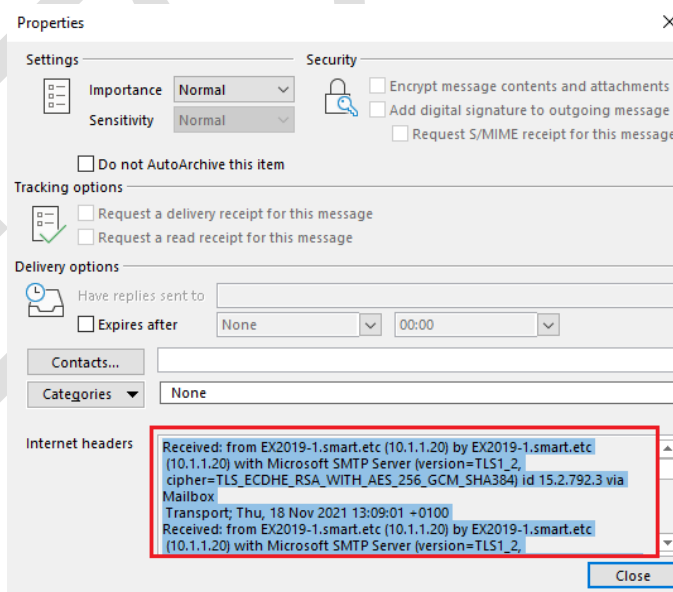 Properties
Settings
Security
Importance Normal
Sensitivity Normal
Encrypt message contents and attachments
Add digital signature to outgoing message
Request S/MIME receipt for this message
Do not AutoArchive this item
Tracking options
Request a delivery receipt for this message
Request a read receipt for this message
Delivery options
Have replies sent to
Expires after None 00:00
Contacts...
Categories None
Internet headers
Received: from EX2019-1.smart.etc (10.1.1.20) by EX2019-1.smart.etc
(10.1.1.20) with Microsoft SMTP Server (version=TLS1_2,
cipher=TLS_ECDHE_RSA_WITH_AES_256_GCM_SHA384) id 15.2.792.3 via
Mailbox
Transport; Thu, 18 Nov 2021 13:09:01 +0100
Received: from EX2019-1.smart.etc (10.1.1.20) by EX2019-1.smart.etc
(10.1.1.20) with Microsoft SMTP Server (version=TLS1_2,
Close